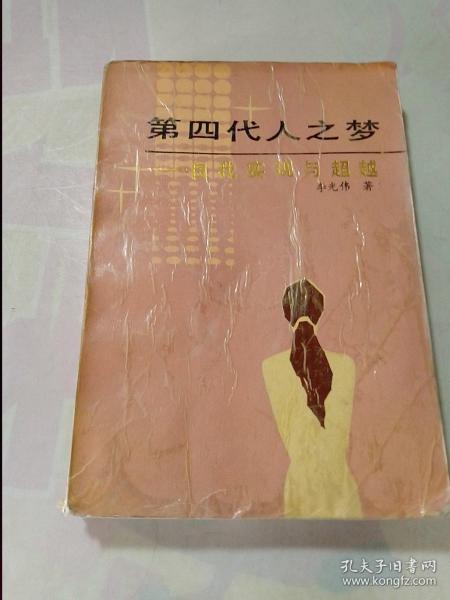 第四代人之梦
——自我实现与超越
李光伟 著
孔夫子旧书网
www.kongfz.com